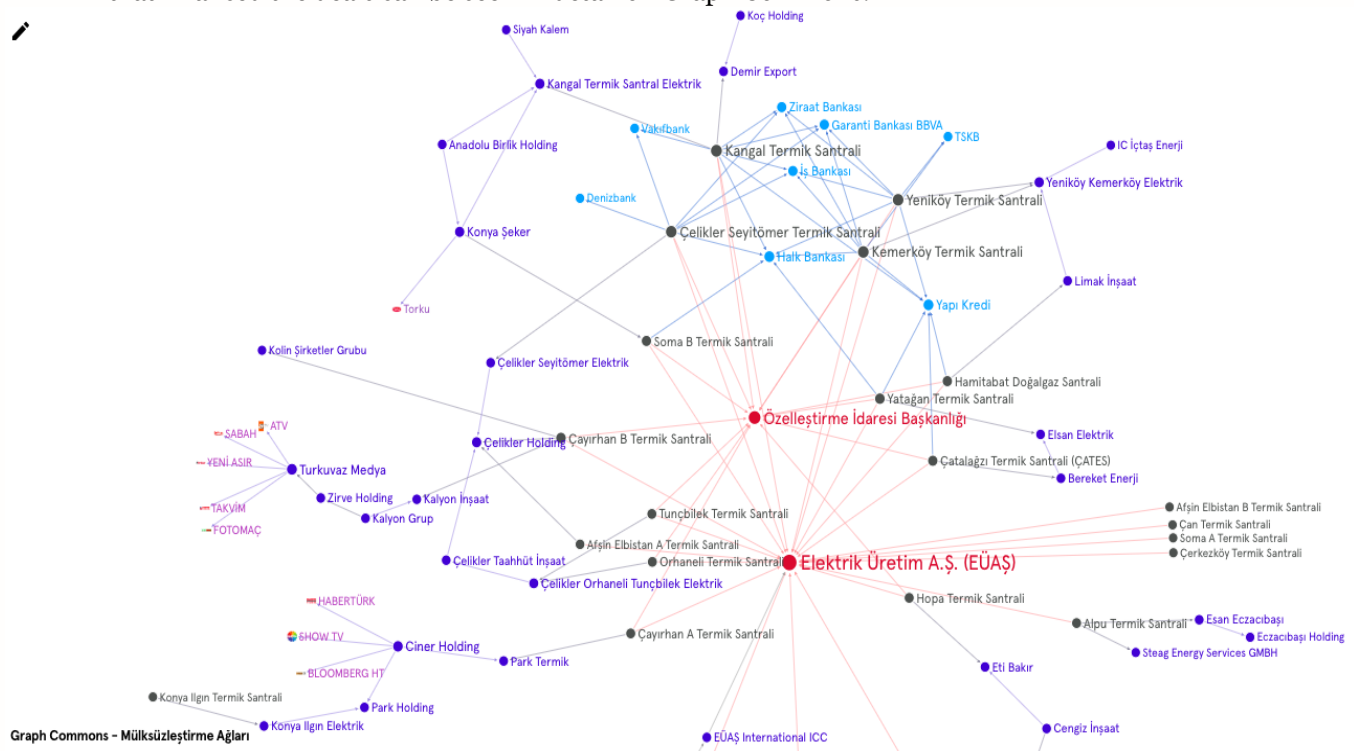 Koç Holding
Siyah Kalem
Demir Export
Kangal Termik Santral Elektrik
Ziraat Bankası
Garanti Bankası BBVA
Vakıfbank
TSKB
Anadolu Birlik Holding
Kangal Termik Santrali
IC İçtaş Enerji
İş Bankası
Yeniköy Kemerköy Elektrik
Denizbank
Yeniköy Termik Santrali
Konya Şeker
Çelikler Seyitömer Termik Santrali
Kemerköy Termik Santrali
Halk Bankası
Limak İnşaat
Torku
Yapı Kredi
Soma B Termik Santrali
Kolin Şirketler Grubu
Çelikler Seyitömer Elektrik
Hamitabat Doğalgaz Santrali
Yatağan Termik Santrali
Özelleştirme İdaresi Başkanlığı
ATV
SABAH
Çelikler Holding
Çayırhan B Termik Santrali
Elsan Elektrik
YENİ ASIR
Turkuvaz Medya
Çatalağzı Termik Santrali (ÇATES)
Bereket Enerji
Zirve Holding
Kalyon İnşaat
TAKVİM
Kalyon Grup
Tunçbilek Termik Santrali
Afşin Elbistan B Termik Santrali
FOTOMAÇ
Çan Termik Santrali
Soma A Termik Santrali
Afşin Elbistan A Termik Santrali
Çerkezköy Termik Santrali
Çelikler Taahhüt İnşaat
Orhaneli Termik Santrali
Elektrik Üretim A.Ş. (EÜAŞ)
Çelikler Orhaneli Tunçbilek Elektrik
HABERTÜRK
Hopa Termik Santrali
SHOW TV
Çayırhan A Termik Santrali
Alpu Termik Santrali
Esan Eczacıbaşı
Ciner Holding
Eczacıbaşı Holding
Park Termik
Steag Energy Services GMBH
BLOOMBERG HT
Eti Bakır
Konya Ilgın Termik Santrali
Park Holding
Konya Ilgın Elektrik
Cengiz İnşaat
Graph Commons - Mülksüzleştirme Ağları
EÜAŞ International ICC